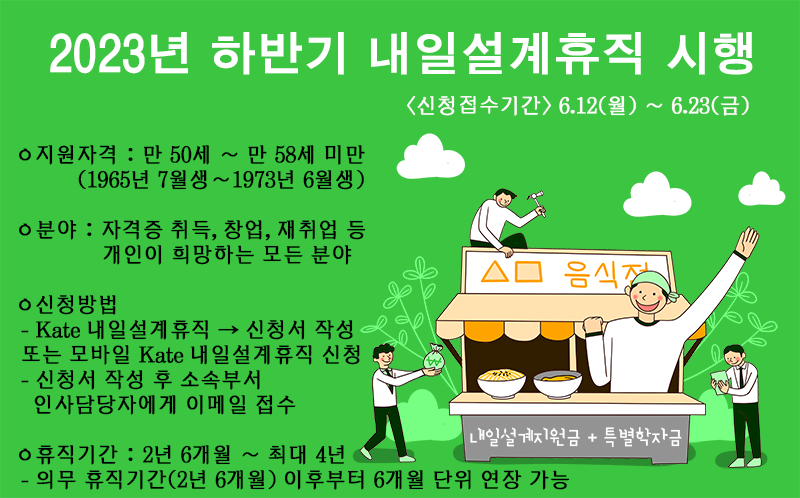 2023년 하반기 내일설계휴직 시행
<신청접수기간> 6.12(월) ~ 6.23(금)
ㅇ지원자격 : 만 50세 ~ 만 58세 미만
(1965년 7월생~1973년 6월생)
ㅇ분야 : 자격증 취득, 창업, 재취업 등
개인이 희망하는 모든 분야
ㅇ신청방법
- Kate 내일설계휴직 → 신청서 작성
또는 모바일 Kate 내일설계휴직 신청
- 신청서 작성 후 소속부서
인사담당자에게 이메일 접수
ㅇ휴직기간 : 2년 6개월 ~ 최대 4년
- 의무 휴직기간(2년 6개월) 이후부터 6개월 단위 연장 가능
△□ 음식점
₩
내일설계지원금 + 특별학자금